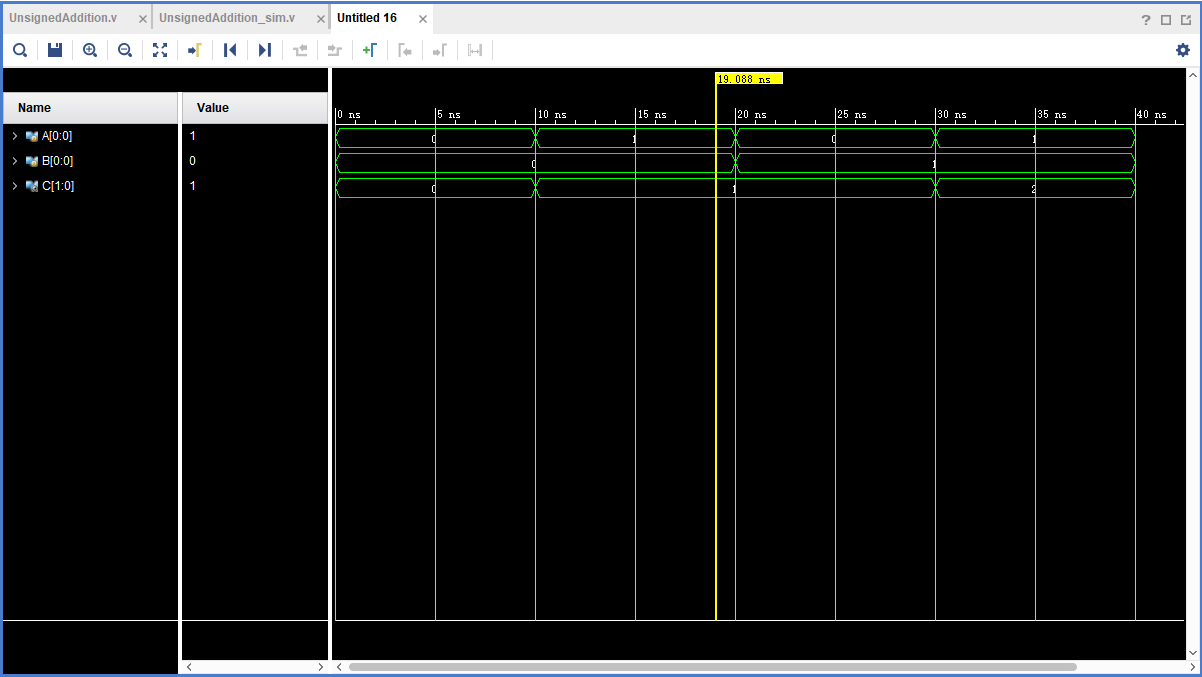 UnsignedAddition.v × UnsignedAddition_sim.v × Untitled 16 ×
?
19.088 ns
Name Value
0 ns 5 ns 10 ns 15 ns 20 ns 25 ns 30 ns 35 ns 40 ns
A[0:0] 1 0 1 0 1
B[0:0] 0 0 1
C[1:0] 1 0 1 2